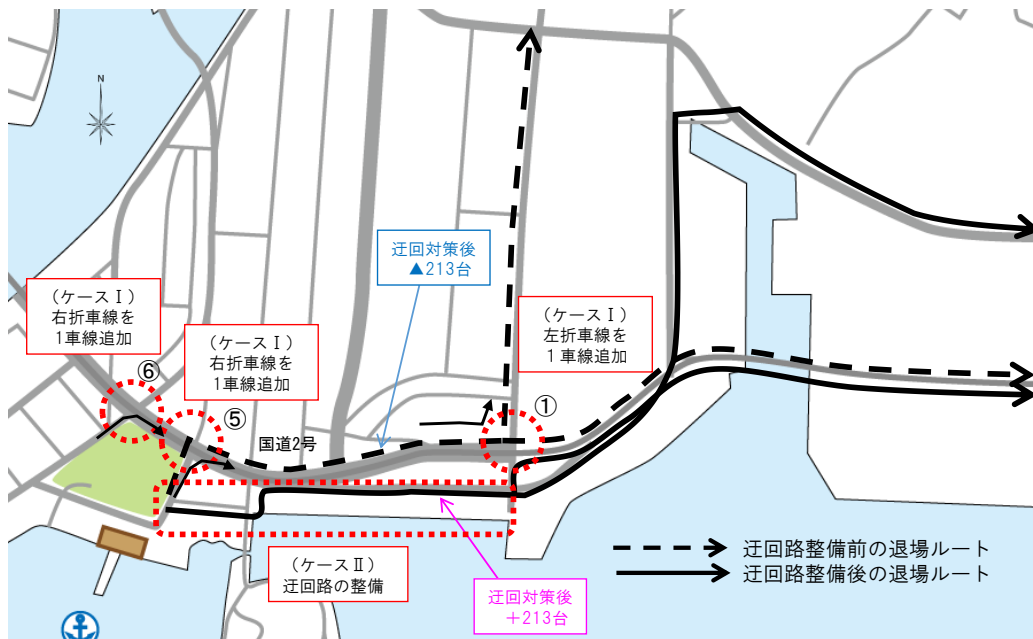 N
迂回対策後
▲213台
（ケースⅠ）
右折車線を
1車線追加
（ケースⅠ）
右折車線を
1車線追加
（ケースⅠ）
左折車線を
１車線追加
⑥
⑤
①
国道2号
（ケースⅡ）
迂回路の整備
迂回対策後
＋213台
迂回路整備前の退場ルート
迂回路整備後の退場ルート